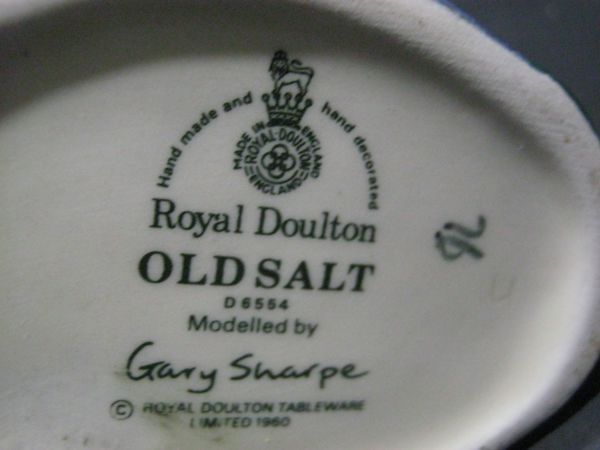 Hand made and hand decorated
MADE IN ENGLAND
ROYAL·DOULTON
ENGLAND
Royal Doulton
OLD SALT
D 6554
Modelled by
Gary Sharpe
© ROYAL DOULTON TABLEWARE
LIMITED 1960